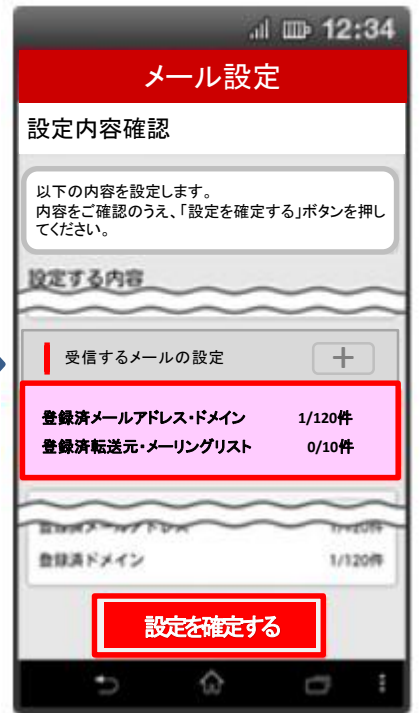 12:34
メール設定
設定内容確認
以下の内容を設定します。
内容をご確認のうえ、「設定を確定する」ボタンを押し
てください。
設定する内容
受信するメールの設定
登録済メールアドレス・ドメイン 1/120件
登録済転送元・メーリングリスト 0/10件
登録済ドメイン 1/120件
設定を確定する